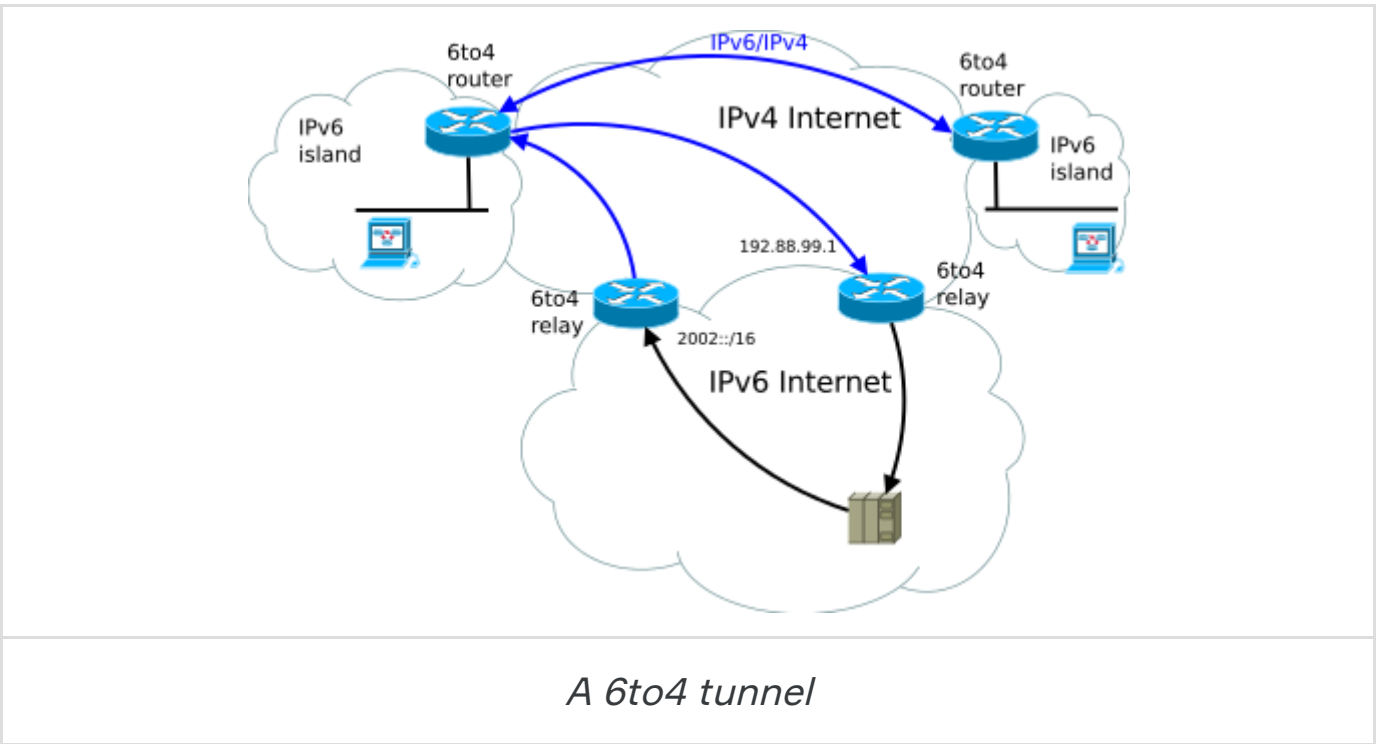 IPv6/IPv4
6to4
router
6to4
router
IPv4 Internet
IPv6
island
IPv6
island
192.88.99.1
6to4
relay
6to4
relay
2002::/16
IPv6 Internet
A 6to4 tunnel